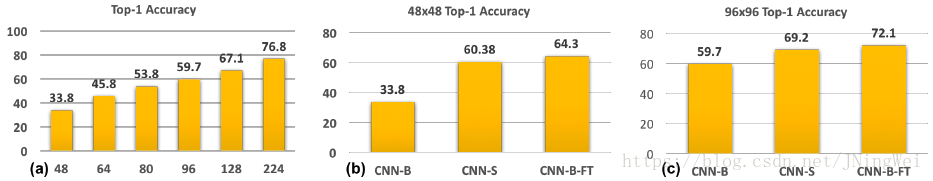 Top-1 Accuracy
100
80
60
40
20
0
33.8
45.8
53.8
59.7
67.1
76.8
48
64
80
96
128
224
(a)
48x48 Top-1 Accuracy
80
60
40
20
0
33.8
60.38
64.3
CNN-B
CNN-S
CNN-B-FT
(b)
96x96 Top-1 Accuracy
80
60
40
20
0
59.7
69.2
72.1
CNN-B
CNN-S
CNN-B-FT
(c)
https://blog.csdn.net/JNingWei